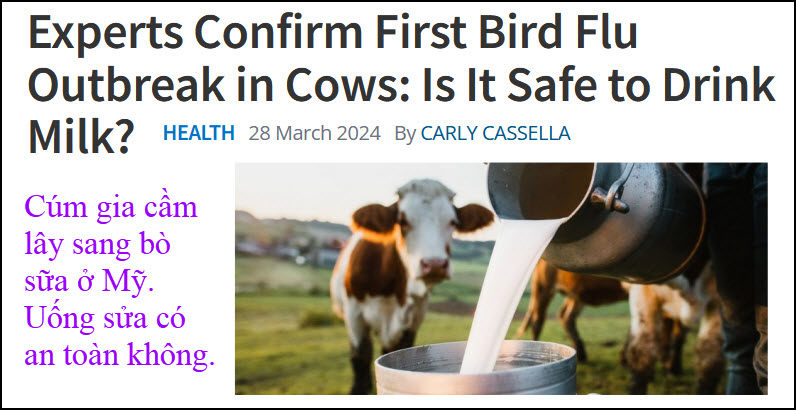 Experts Confirm First Bird Flu
Outbreak in Cows: Is It Safe to Drink
Milk?
HEALTH 28 March 2024 By CARLY CASSELLA
Cúm gia cầm
lây sang bò
sữa ở Mỹ.
Uống sửa có
an toàn không.